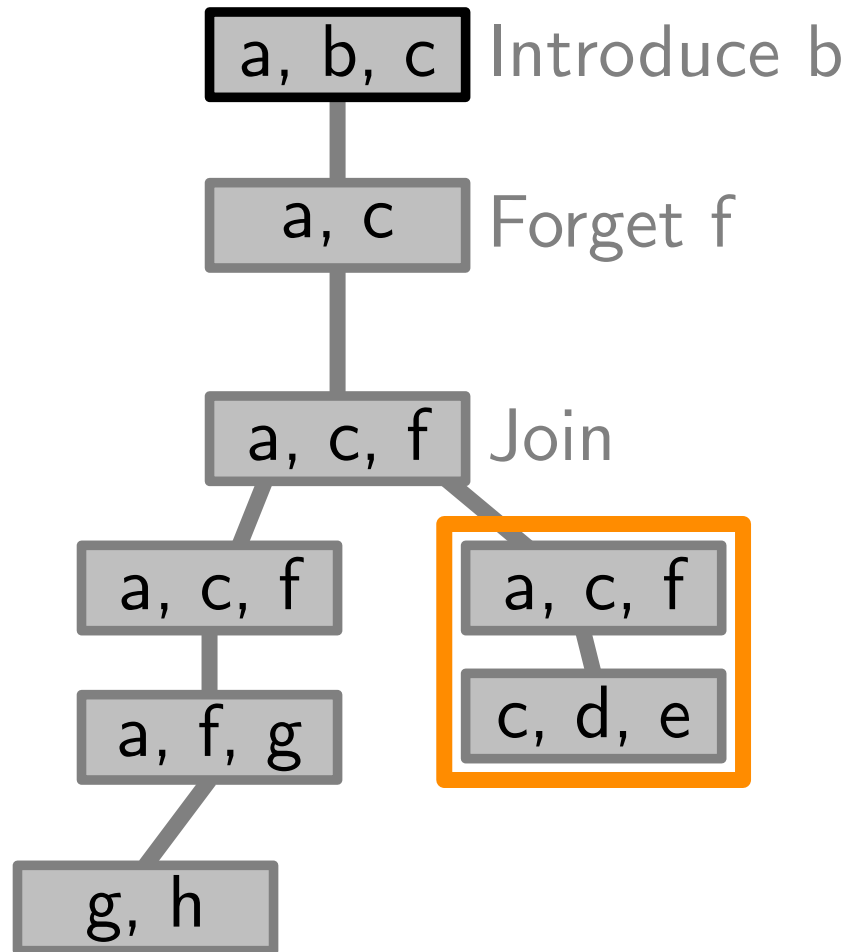 a, b, c Introduce b
a, c Forget f
a, c, f Join
a, c, f
a, c, f
a, f, g
c, d, e
g, h